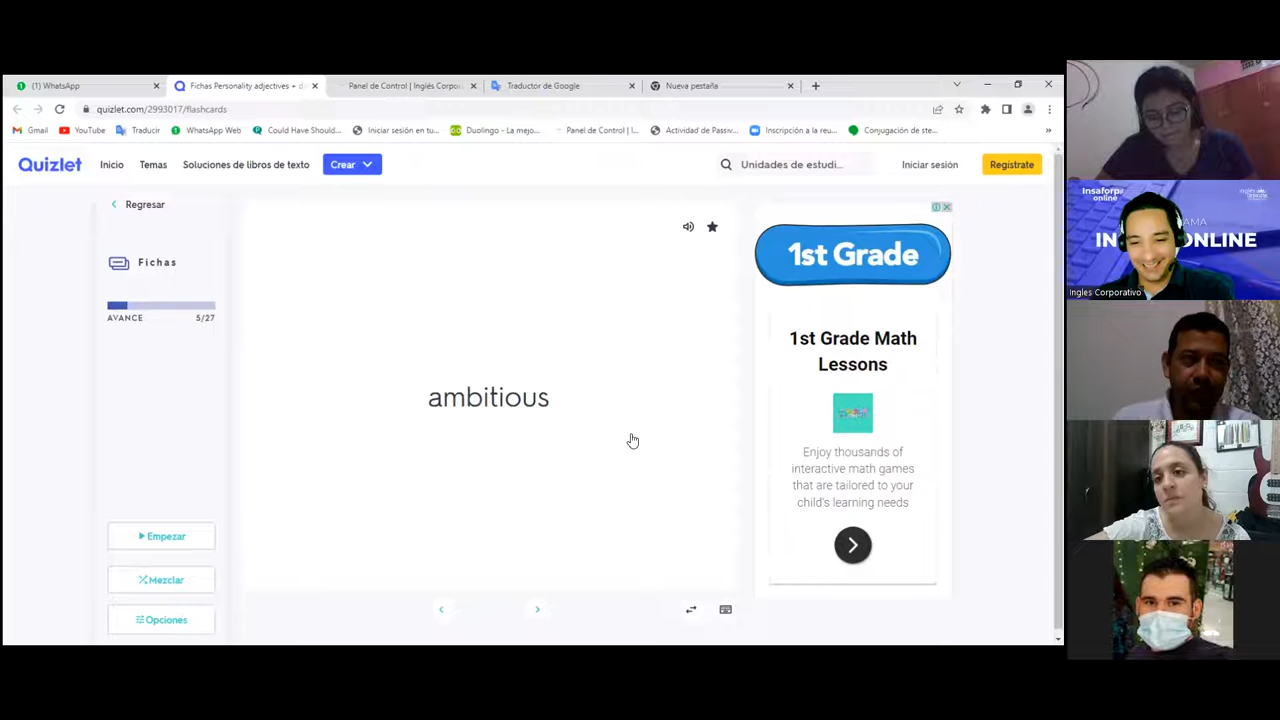 (1) WhatsApp
Fichas Personality adjectives + d
Panel de Control | Inglés Corpor
Traductor de Google
Nueva pestaña
quizlet.com/2993017/flashcards
Gmail
YouTube
Traducir
WhatsApp Web
Could Have Should...
Iniciar sesión en tu...
Duolingo - La mejo...
Panel de Control | I...
Actividad de Passiv...
Inscripción a la reu...
Conjugación de ste...
Quizlet
Inicio
Temas
Soluciones de libros de texto
Crear
Unidades de estudi...
Iniciar sesión
Regístrate
Regresar
Fichas
AVANCE 5/27
ambitious
Empezar
Mezclar
Opciones
1st Grade
1st Grade Math
Lessons
Enjoy thousands of
interactive math games
that are tailored to your
child's learning needs
Insaforp
online
ONLINE
Ingles Corporativo